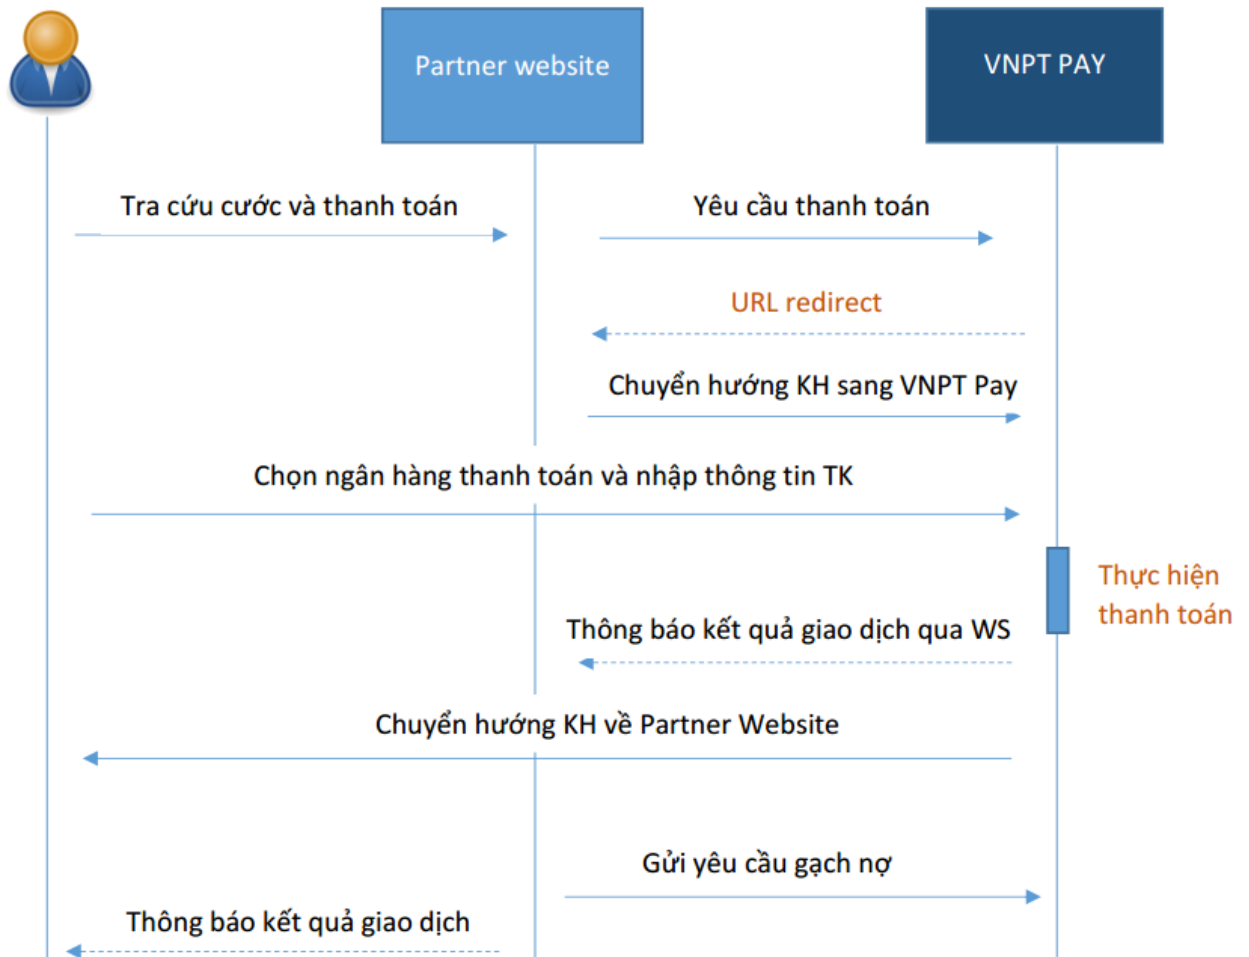 Partner website
VNPT PAY
Tra cứu cước và thanh toán
Yêu cầu thanh toán
URL redirect
Chuyển hướng KH sang VNPT Pay
Chọn ngân hàng thanh toán và nhập thông tin TK
Thực hiện
thanh toán
Thông báo kết quả giao dịch qua WS
Chuyển hướng KH về Partner Website
Gửi yêu cầu gạch nợ
Thông báo kết quả giao dịch